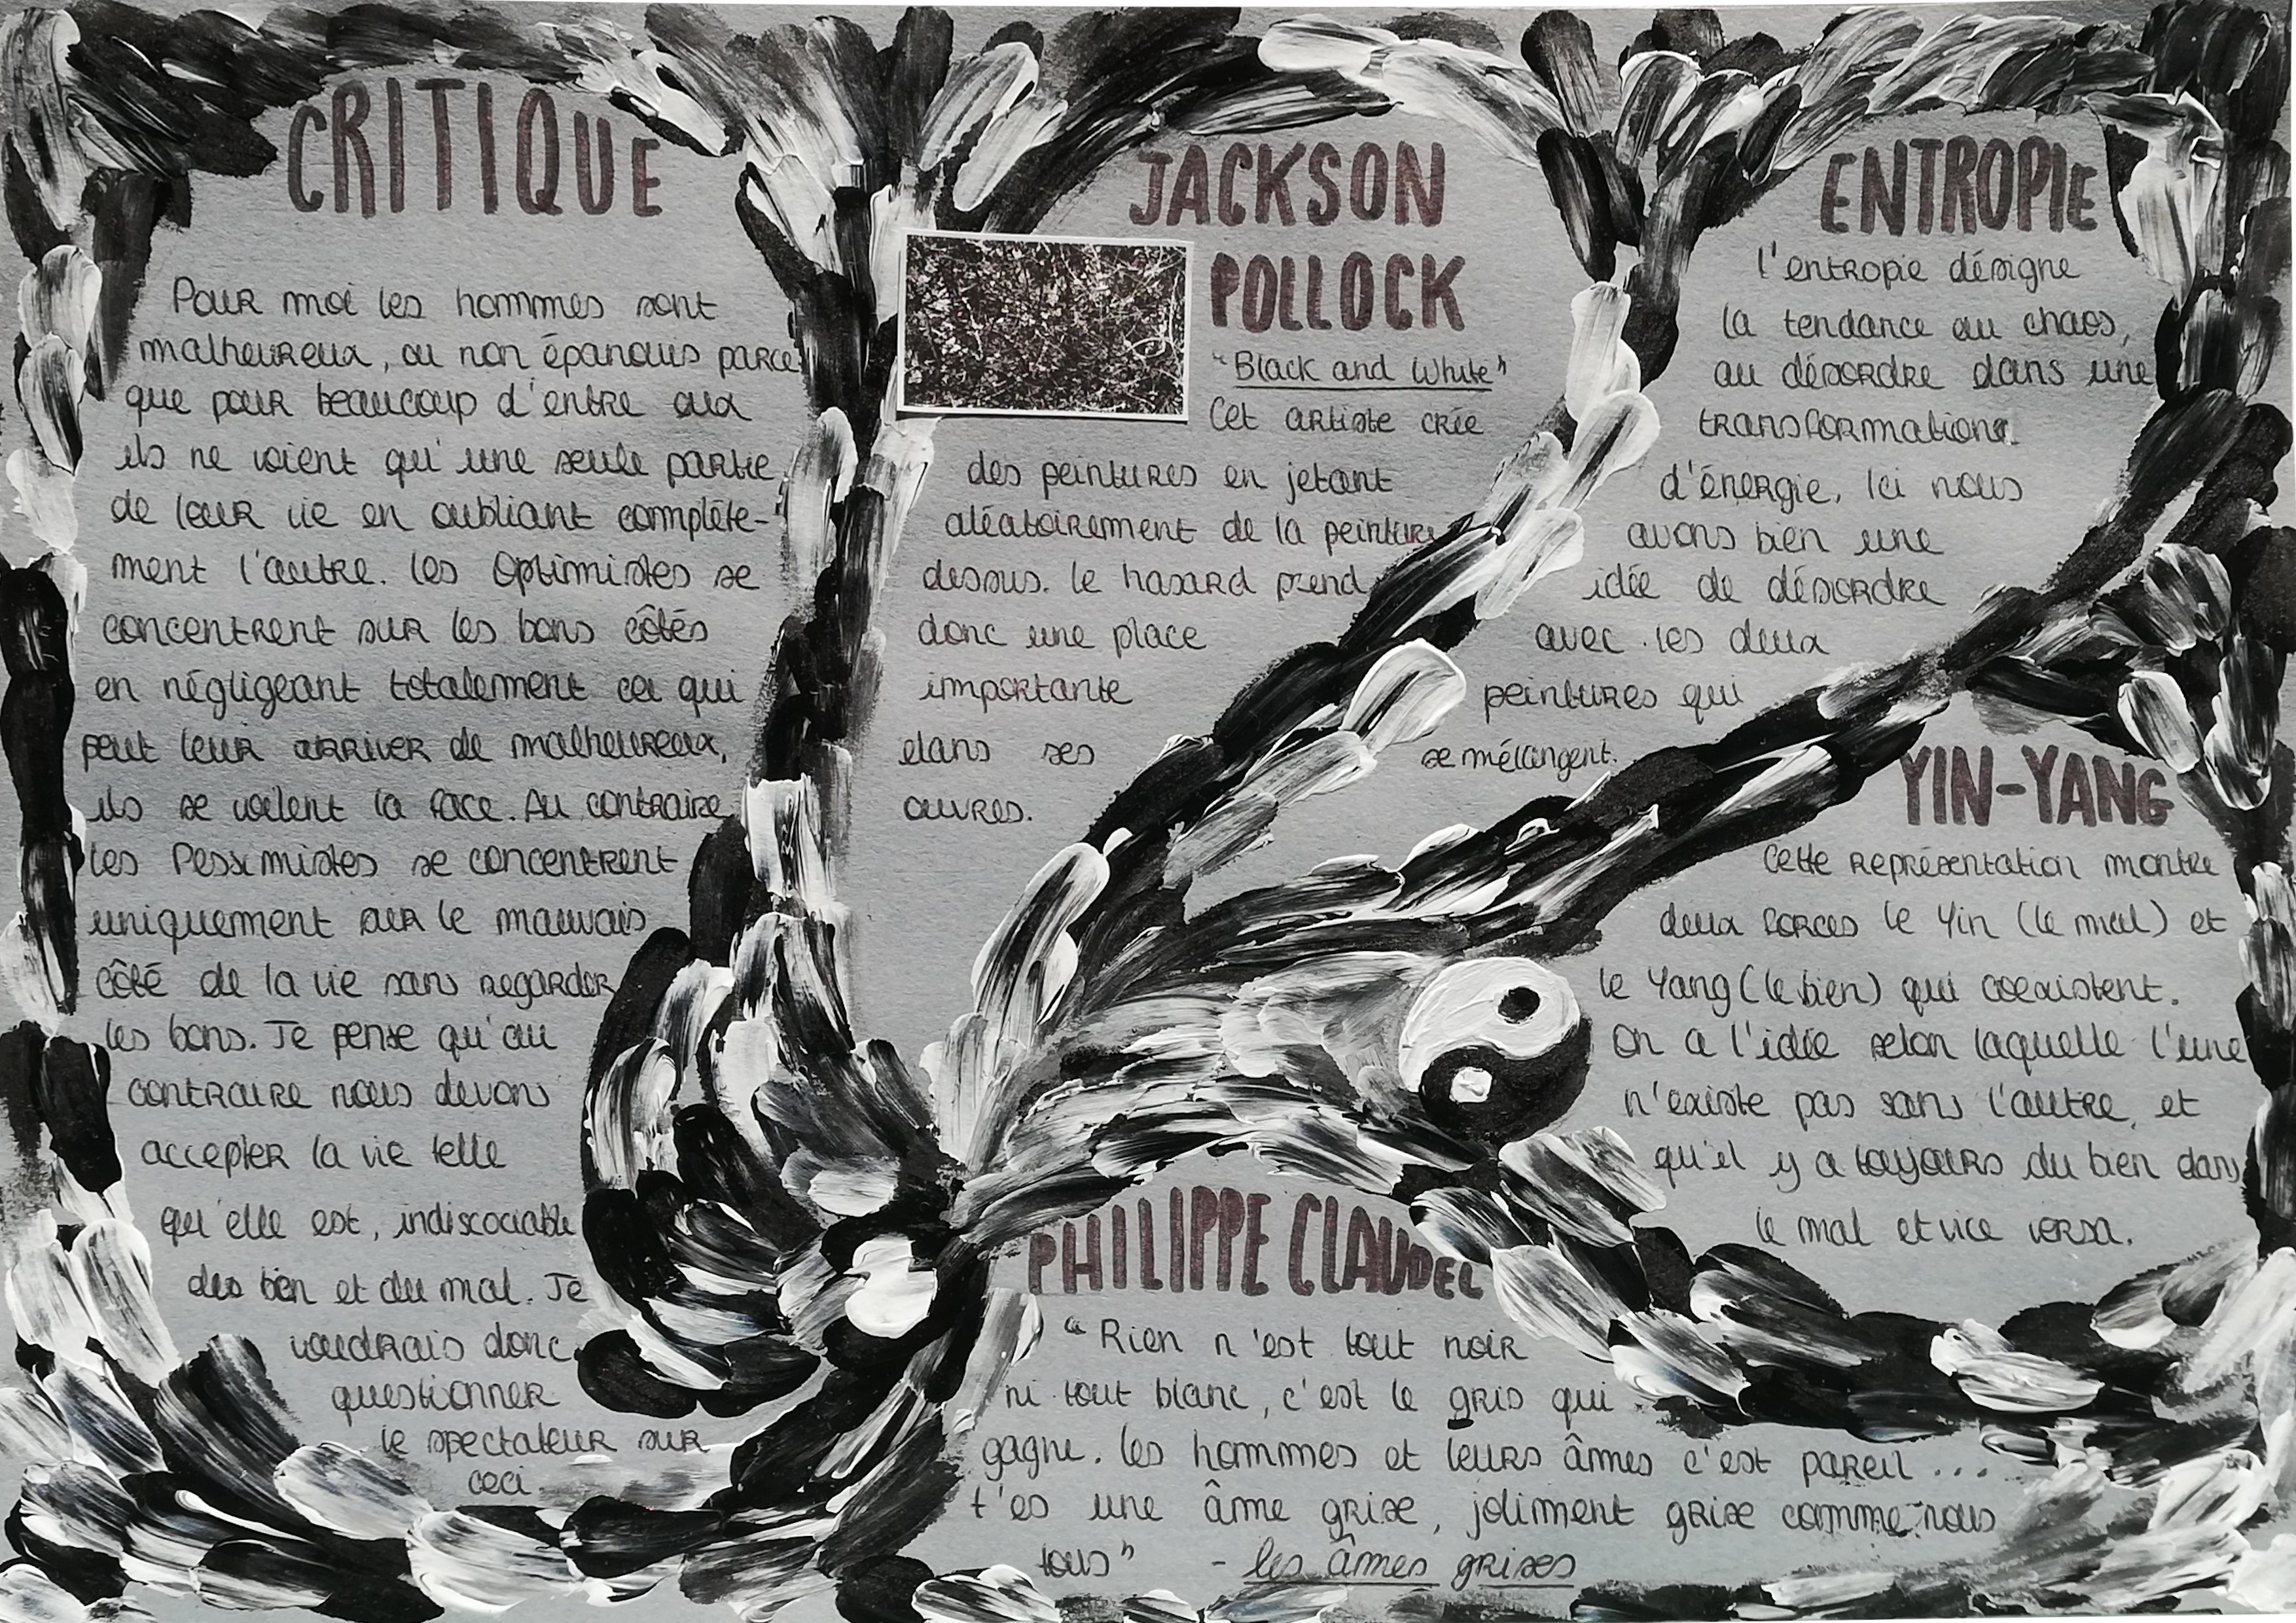 CRITIQUE
Pour moi les hommes sont
malheureux, ou non épanouis parce
que pour beaucoup d'entre eux
ils ne voient qu'une seule partie
de leur vie en oubliant complète-
ment l'autre. Les Optimistes se
concentrent sur les bons côtés
en négligeant totalement ce qui
peut leur arriver de malheureux,
ils se voilent la face. Au contraire
les Pessimistes se concentrent
uniquement sur le mauvais
côté de la vie sans regarder
les bons. Je pense qu'au
contraire nous devons
accepter la vie telle
qu'elle est, indiscociable
des bien et du mal. Je
voudrais donc
questionner
le spectateur sur
ceci.
JACKSON
POLLOCK
"Black and White"
Cet artiste crée
des peintures en jetant
aléatoirement de la peinture
dessus. Le hasard prend
donc une place
importante
dans ses
œuvres.
ENTROPIE
l'entropie désigne
la tendance au chaos,
au désordre dans une
transformation
d'énergie. Ici nous
avons bien une
idée de désordre
avec les deux
peintures qui
se mélangent.
YIN-YANG
Cette représentation montre
deux forces le Yin (le mal) et
le Yang (le bien) qui coexistent.
On a l'idée selon laquelle l'une
n'existe pas sans l'autre, et
qu'il y a toujours du bien dans
le mal et vice versa.
PHILIPPE CLAUDEL
"Rien n'est tout noir
ni tout blanc, c'est le gris qui
gagne. Les hommes et leurs âmes c'est pareil ...
t'es une âme grise, joliment grise comme nous
tous" - les âmes grises